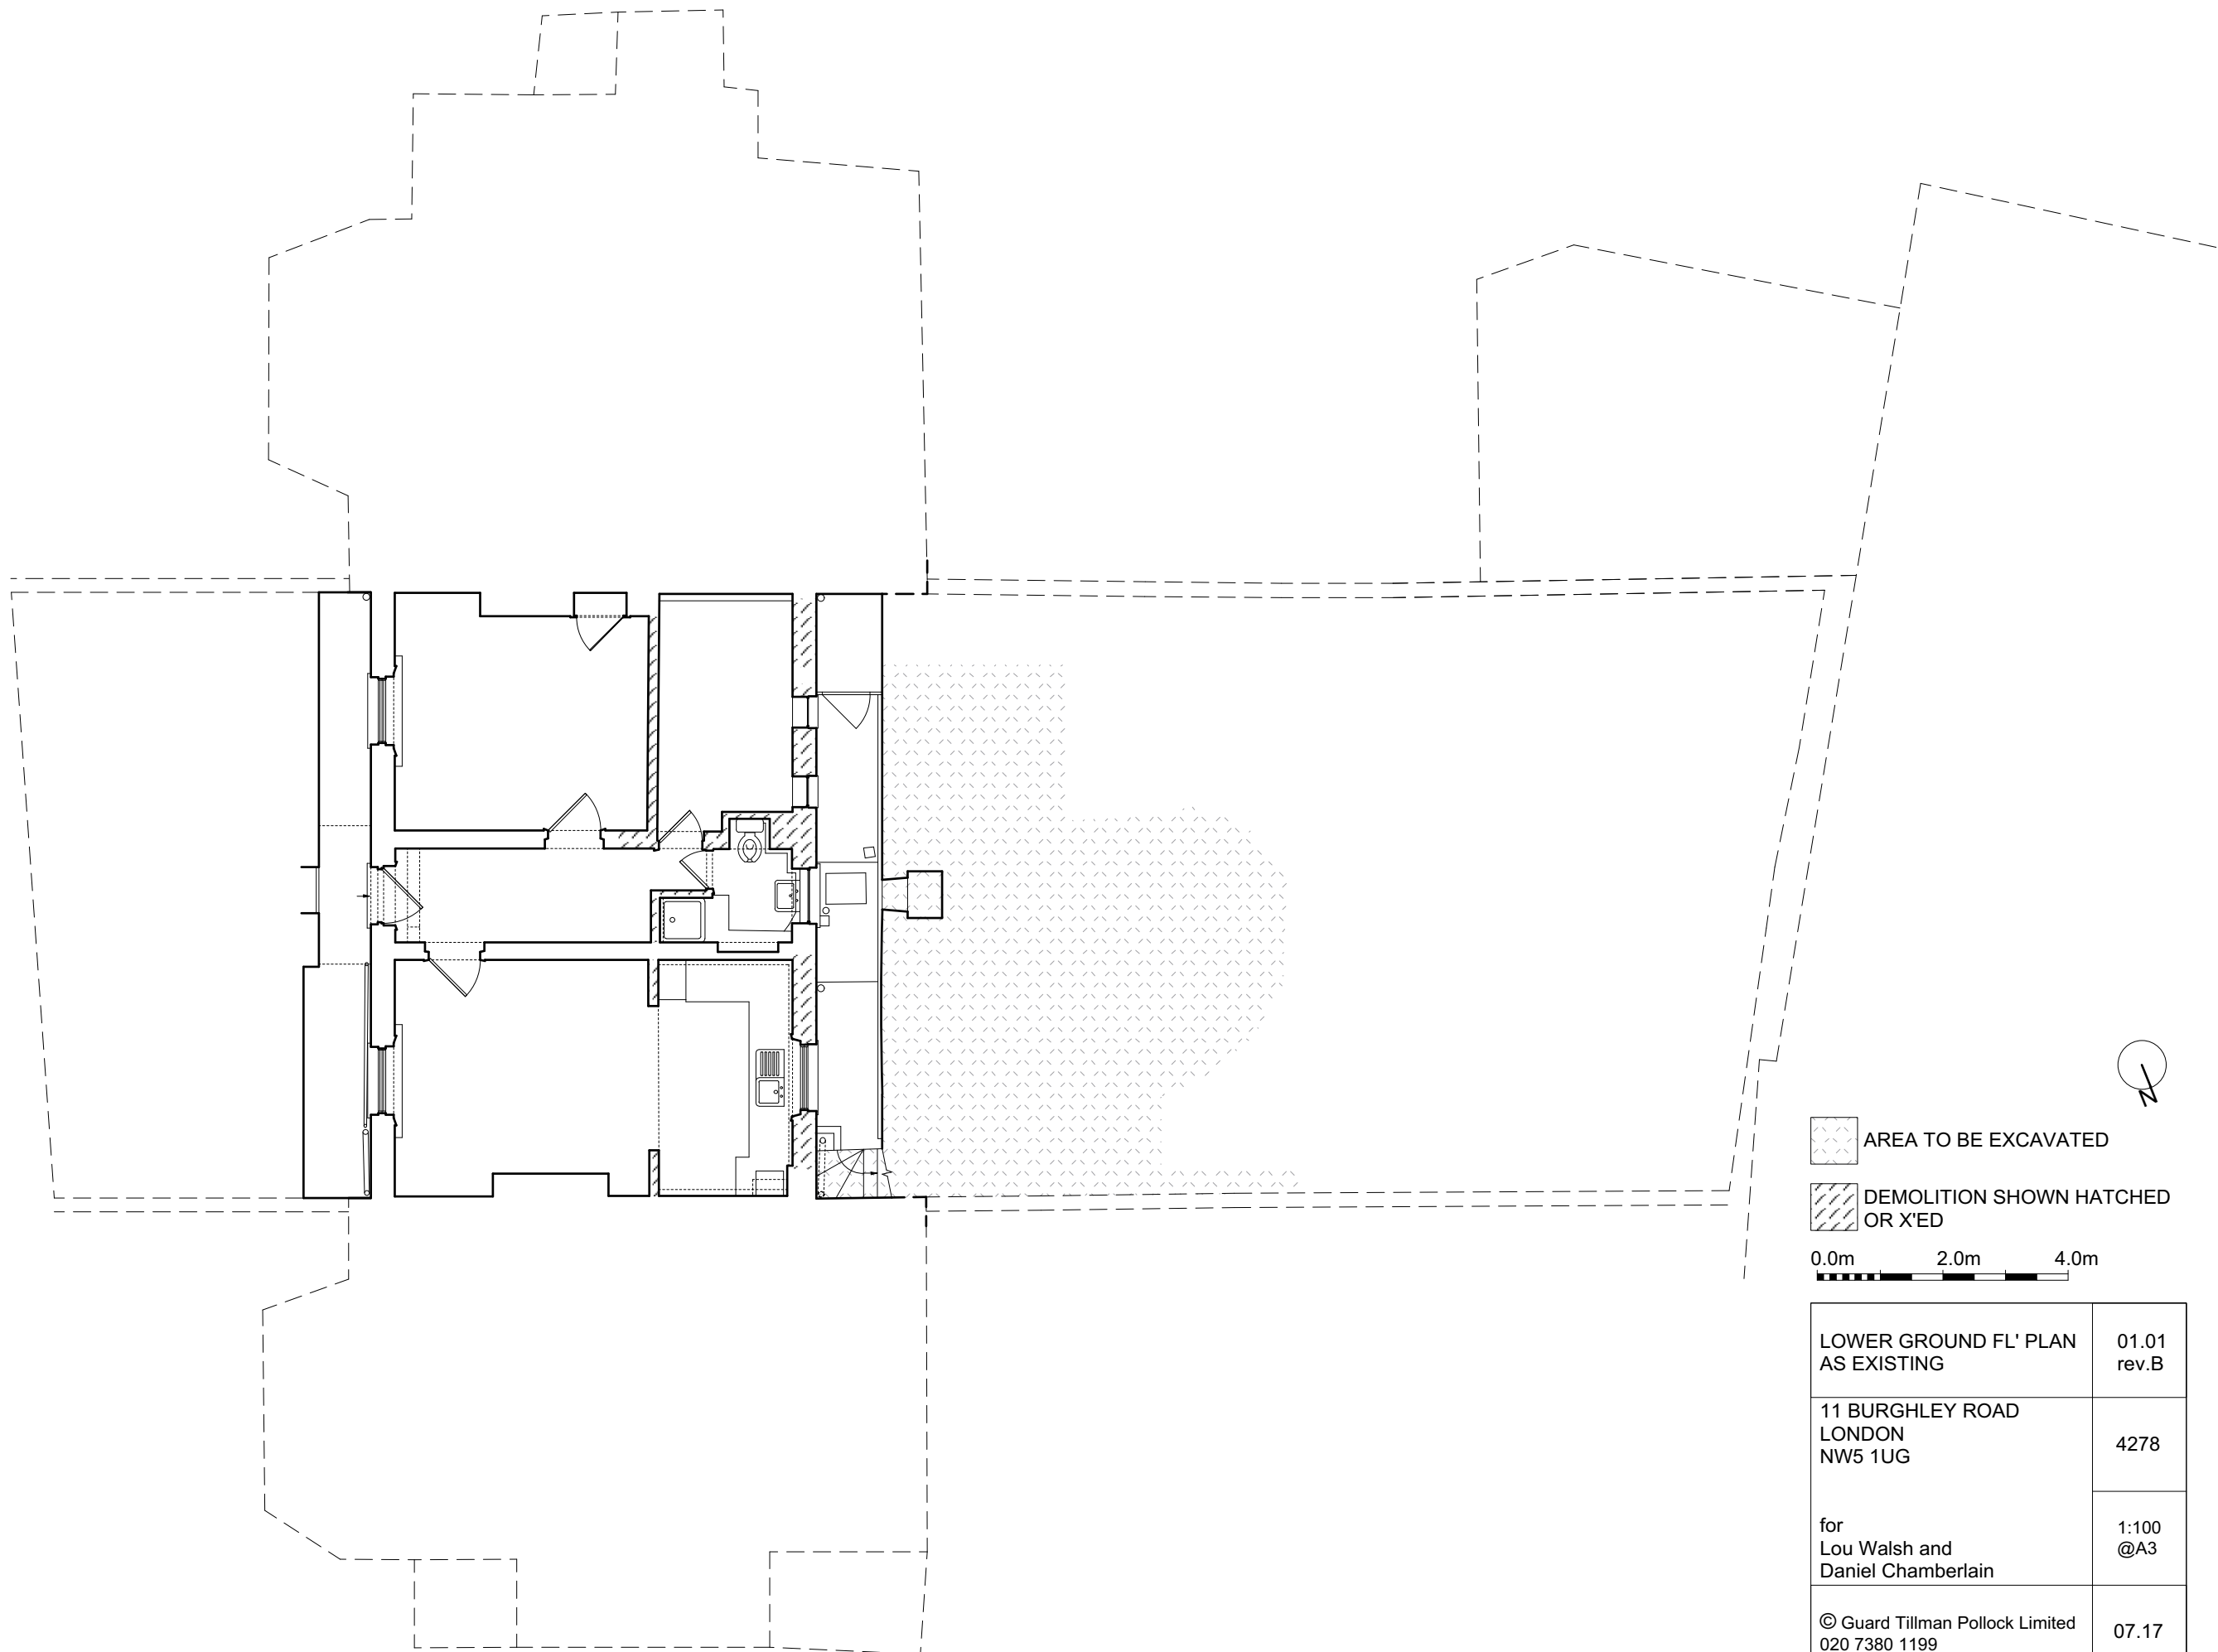 N
AREA TO BE EXCAVATED
DEMOLITION SHOWN HATCHED
OR X'ED
0.0m 2.0m 4.0m
LOWER GROUND FL' PLAN
AS EXISTING
01.01
rev.B
11 BURGHLEY ROAD
LONDON
NW5 1UG
4278
for
Lou Walsh and
Daniel Chamberlain
1:100
@A3
© Guard Tillman Pollock Limited
020 7380 1199
07.17